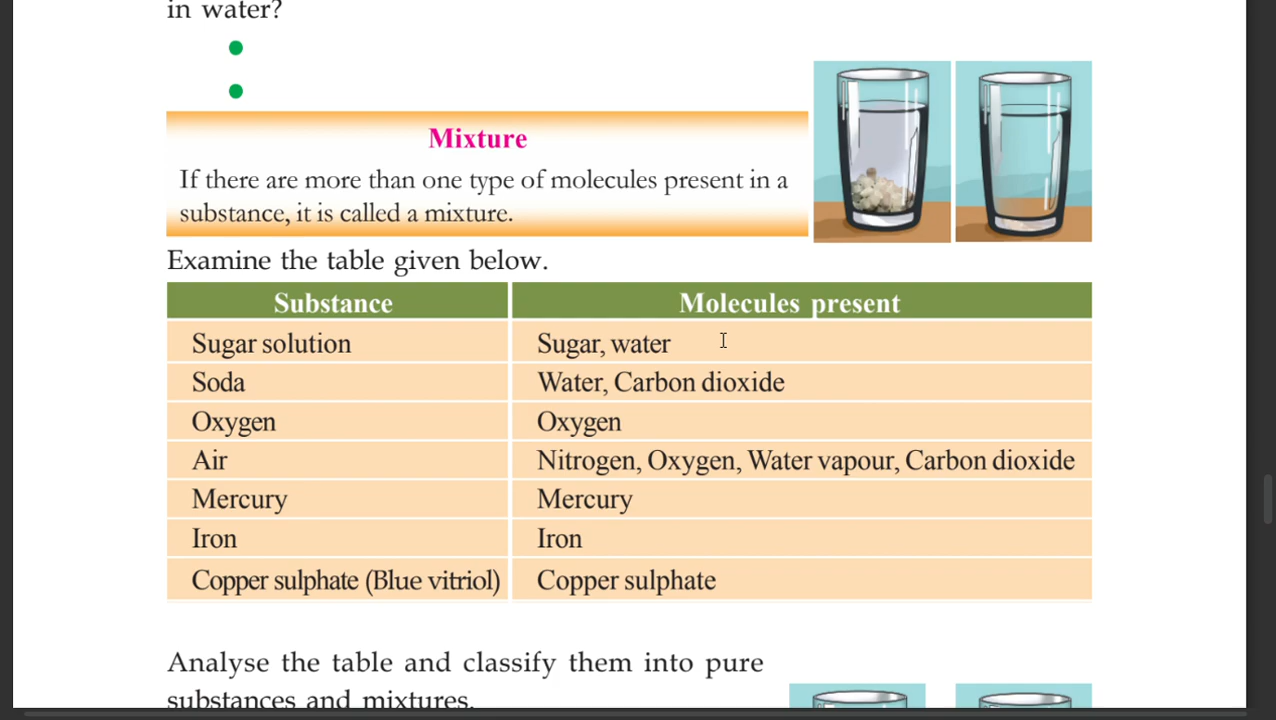 in water?
Mixture
If there are more than one type of molecules present in a
substance, it is called a mixture.
Examine the table given below.
Substance Molecules present
Sugar solution Sugar, water
Soda Water, Carbon dioxide
Oxygen Oxygen
Air Nitrogen, Oxygen, Water vapour, Carbon dioxide
Mercury Mercury
Iron Iron
Copper sulphate (Blue vitriol) Copper sulphate
Analyse the table and classify them into pure
substances and mixtures.